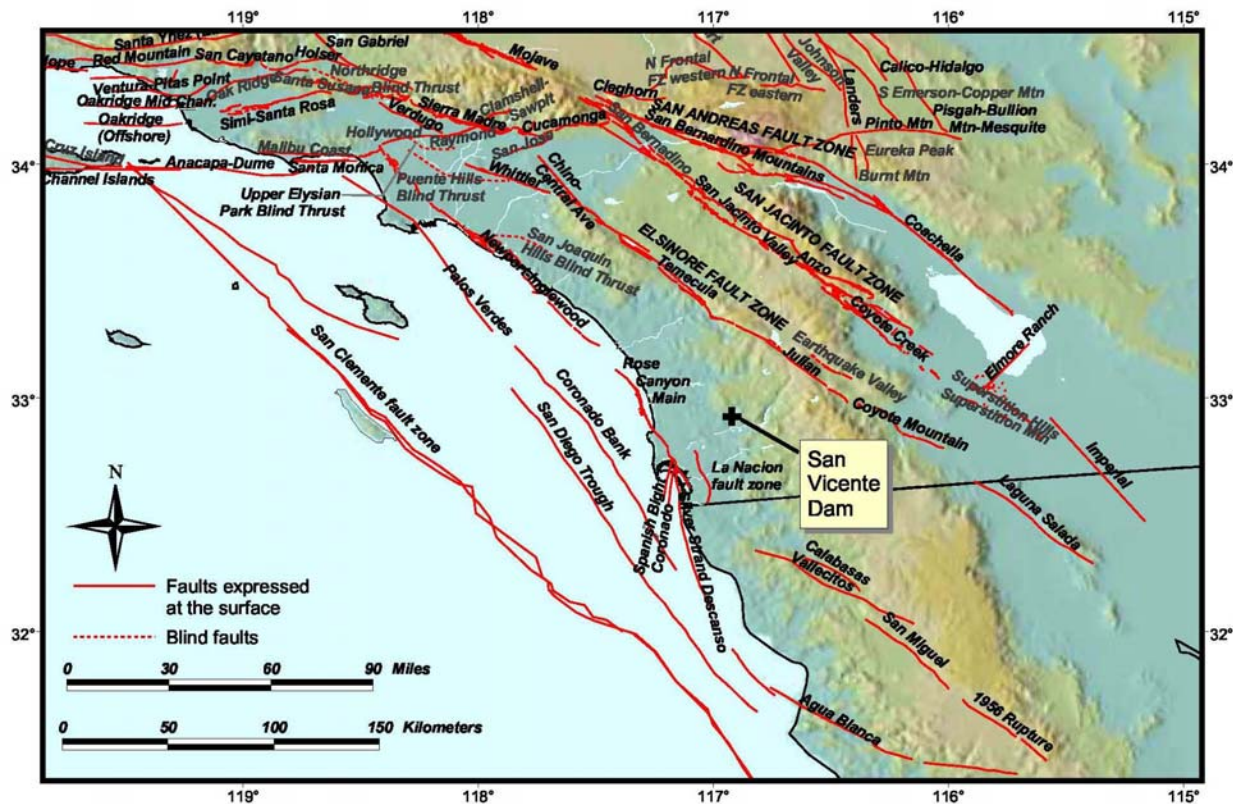 119°
118°
117°
116°
115°
Santa Ynez
Red Mountain
San Cayatano
Holser
San Gabriel
Mojave
Hope
Ventura-Pitas Point
Oak Ridge
Santa Susana
Northridge
Blind Thrust
Oakridge Mid Chan.
Simi-Santa Rosa
Oakridge
(Offshore)
Verdugo
Sierra Madre
Clamshell
Sawpit
Cucamonga
Cleghorn
N Frontal
FZ western
N Frontal
FZ eastern
Johnson
Valley
Landers
Calico-Hidalgo
S Emerson-Copper Mtn
Pisgah-Bullion
Mtn-Mesquite
Pinto Mtn
Eureka Peak
Burnt Mtn
SAN ANDREAS FAULT ZONE
San Bernardino Mountains
San Bernadino
Hollywood
Raymond
San Jose
34°
34°
Cruz Island
Channel Islands
Anacapa-Dume
Malibu Coast
Santa Monica
Upper Elysian
Park Blind Thrust
Puente Hills
Blind Thrust
Whittier
Chino-
Central Ave
San Jacinto Valley
SAN JACINTO FAULT ZONE
Anzo
Coachella
ELSINORE FAULT ZONE
Temecula
San Joaquin
Hills Blind Thrust
Newport-Inglewood
Palos Verdes
Coyote Creek
Elmore Ranch
San Clemente fault zone
Julian
Earthquake Valley
Superstition Hills
Superstition Mtn
Rose
Canyon
Main
Coronado Bank
San Diego Trough
33°
33°
Coyote Mountain
Imperial
La Nacion
fault zone
San
Vicente
Dam
Laguna Salada
Spanish Bight
Coronado
Silver Strand Descanso
Calabasas
Vallecitos
San Miguel
1956 Rupture
Agua Blanca
N
Faults expressed
at the surface
Blind faults
32°
32°
0 30 60 90 Miles
0 50 100 150 Kilometers
119°
118°
117°
116°
115°